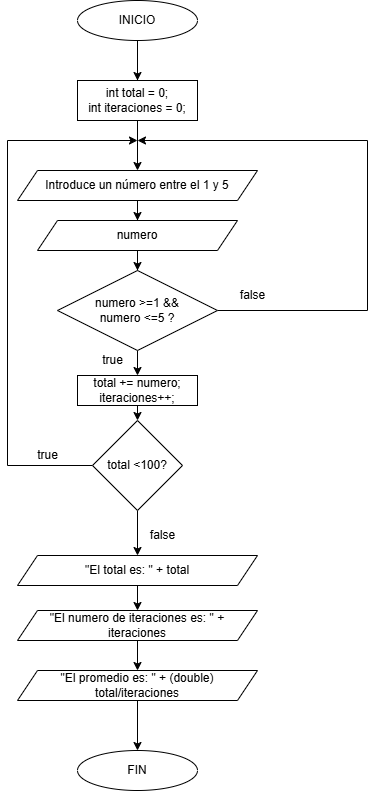 INICIO
int total = 0;
int iteraciones = 0;
Introduce un número entre el 1 y 5
numero
numero >=1 &&
numero <=5 ?
false
true
total += numero;
iteraciones++;
total <100?
true
false
"El total es: " + total
"El numero de iteraciones es: " +
iteraciones
"El promedio es: " + (double)
total/iteraciones
FIN